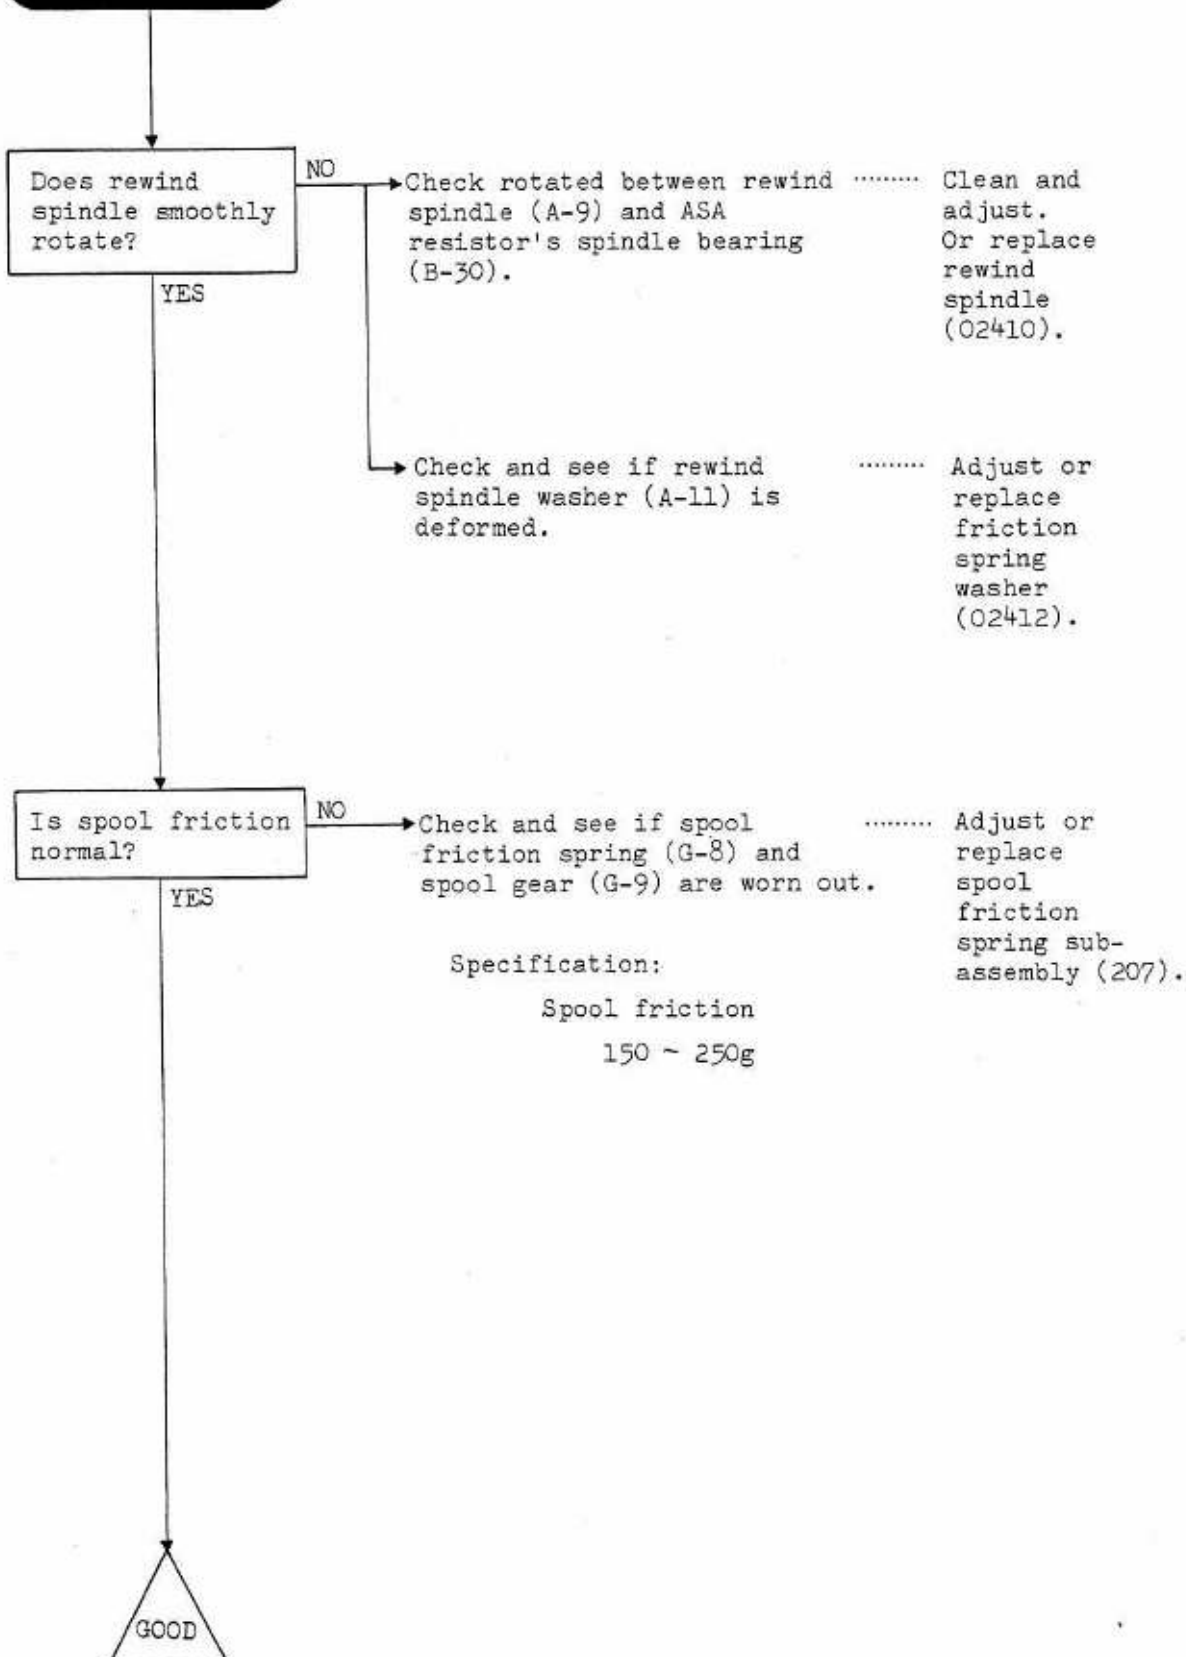 Does rewind
spindle smoothly
rotate?
NO
Check rotated between rewind
spindle (A-9) and ASA
resistor's spindle bearing
(B-30).
......... Clean and
adjust.
Or replace
rewind
spindle
(02410).
YES
Check and see if rewind
spindle washer (A-11) is
deformed.
......... Adjust or
replace
friction
spring
washer
(02412).
Is spool friction
normal?
NO
Check and see if spool
friction spring (G-8) and
spool gear (G-9) are worn out.
......... Adjust or
replace
spool
friction
spring sub-
assembly (207).
YES
Specification:
Spool friction
150 ~ 250g
GOOD